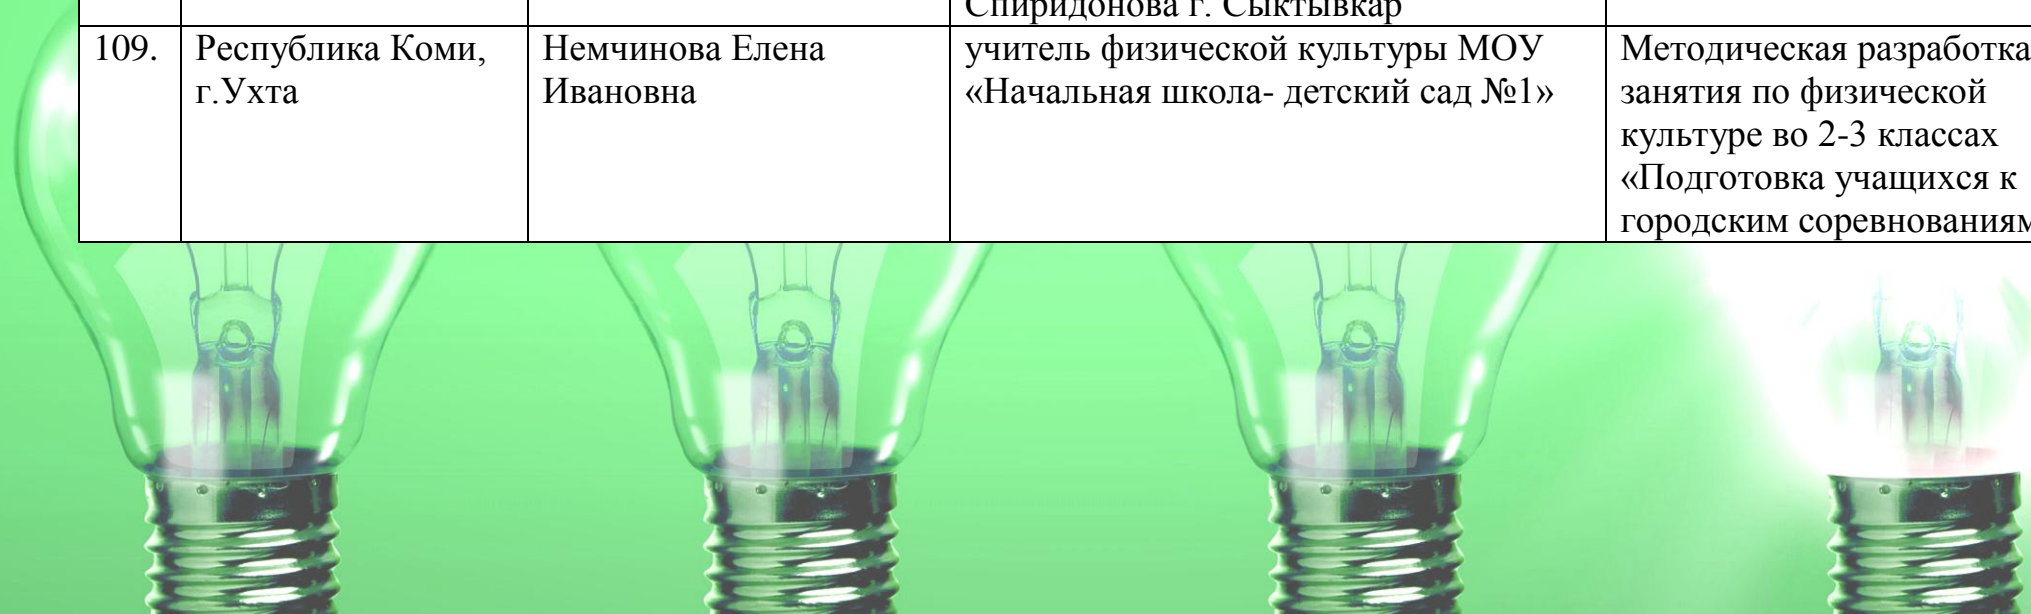 Спиридонова г. Сыктывкар
109. Республика Коми, Немчинова Елена учитель физической культуры МОУ Методическая разработка
г.Ухта Ивановна «Начальная школа- детский сад №1» занятия по физической
культуре во 2-3 классах
«Подготовка учащихся к
городским соревнованиям